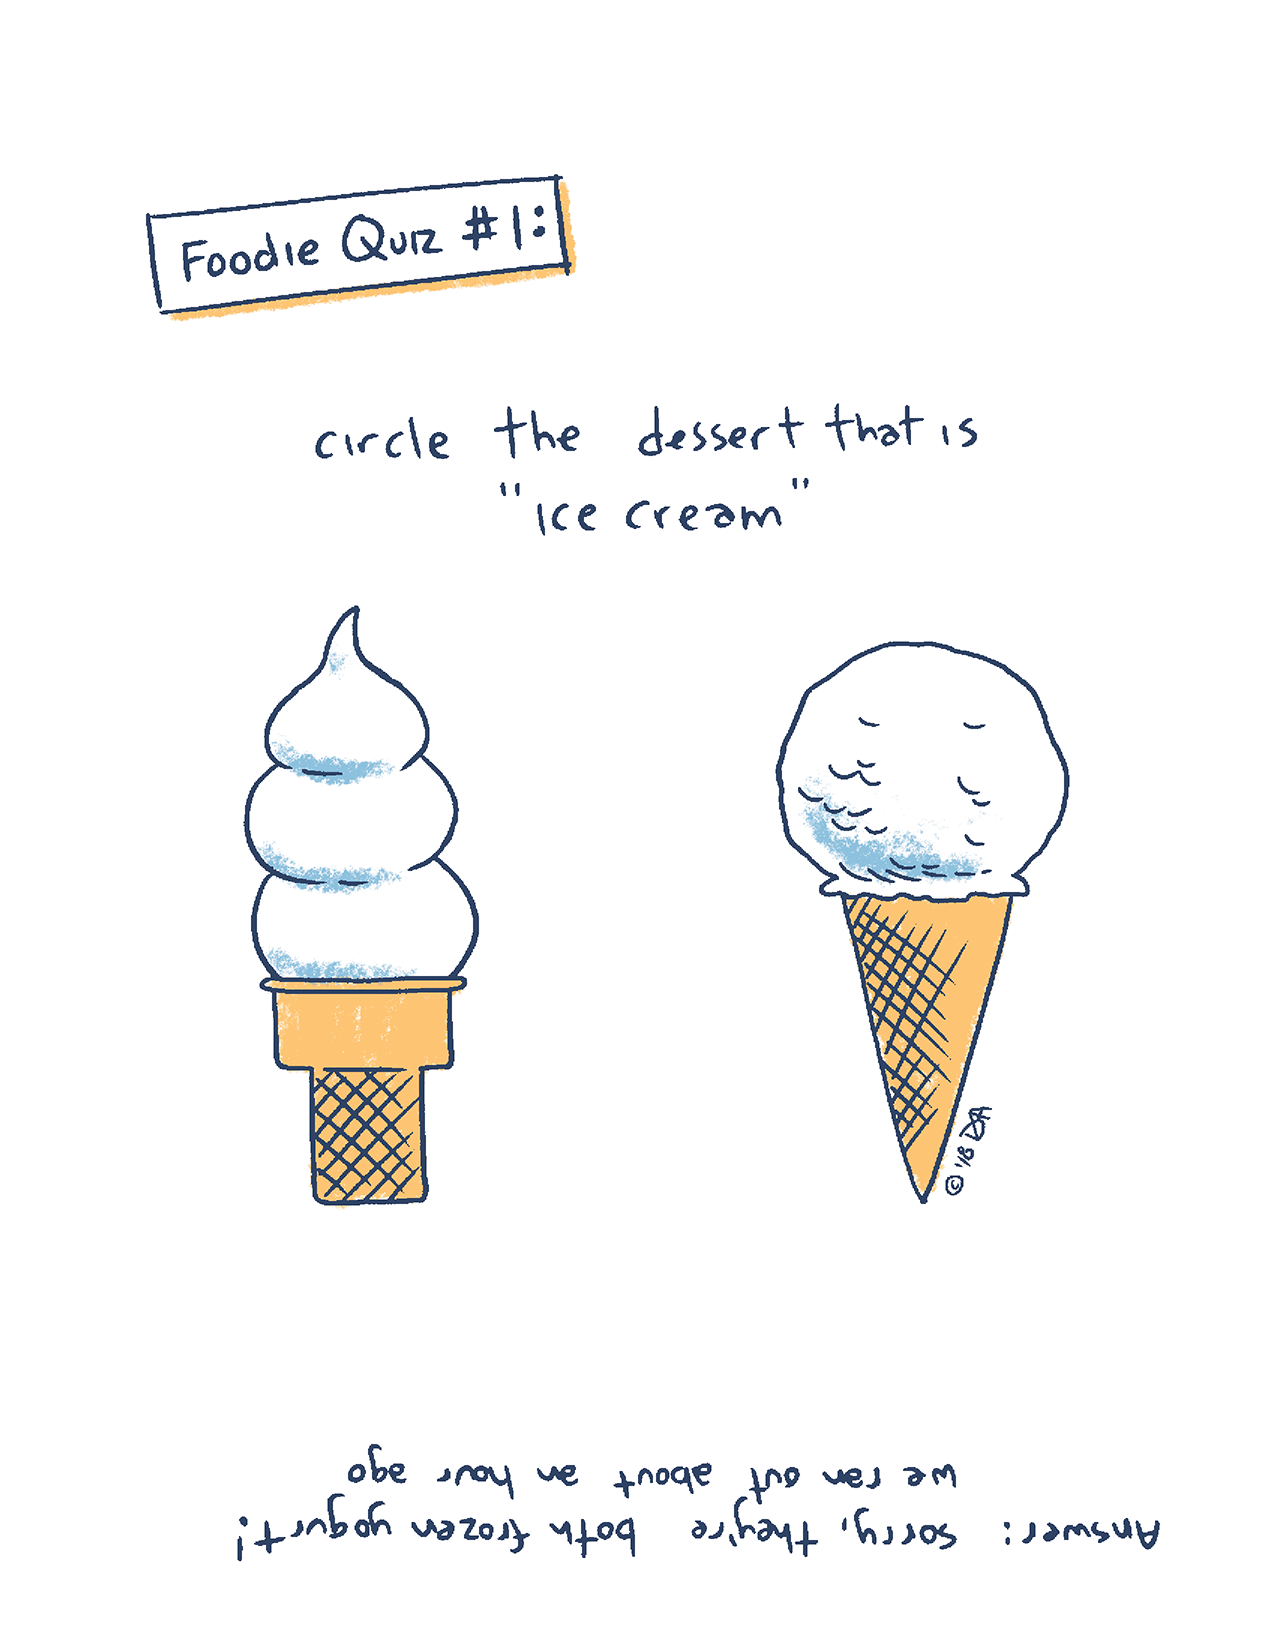 Foodie Quiz #1:
circle the dessert that is
"ice cream"
© '18 DA
Answer: sorry, they're both frozen yogurt!
we ran out about an hour ago